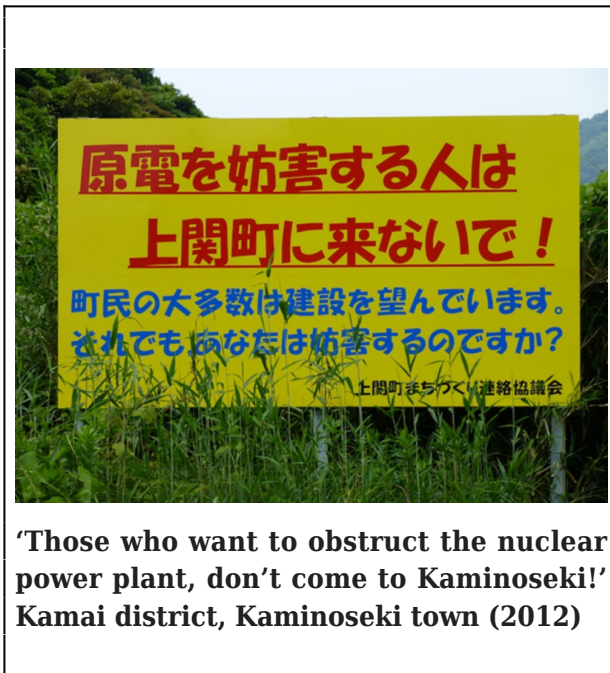 原電を妨害する人は
上関町に来ないで！
町民の大多数は建設を望んでいます。
それでも、あなたは妨害するのですか？
上関町まちづくり連絡協議会
‘Those who want to obstruct the nuclear
power plant, don’t come to Kaminoseki!’
Kamai district, Kaminoseki town (2012)